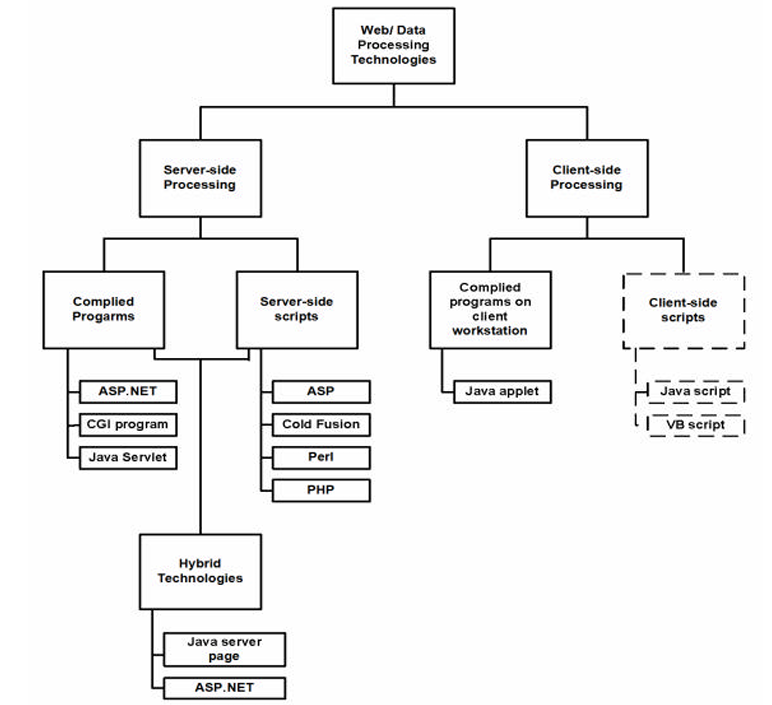 Web/ Data
Processing
Technologies
Server-side
Processing
Client-side
Processing
Complied
Progarms
Server-side
scripts
Complied
programs on
client
workstation
Client-side
scripts
ASP.NET
CGI program
Java Servlet
ASP
Cold Fusion
Perl
PHP
Java applet
Java script
VB script
Hybrid
Technologies
Java server
page
ASP.NET